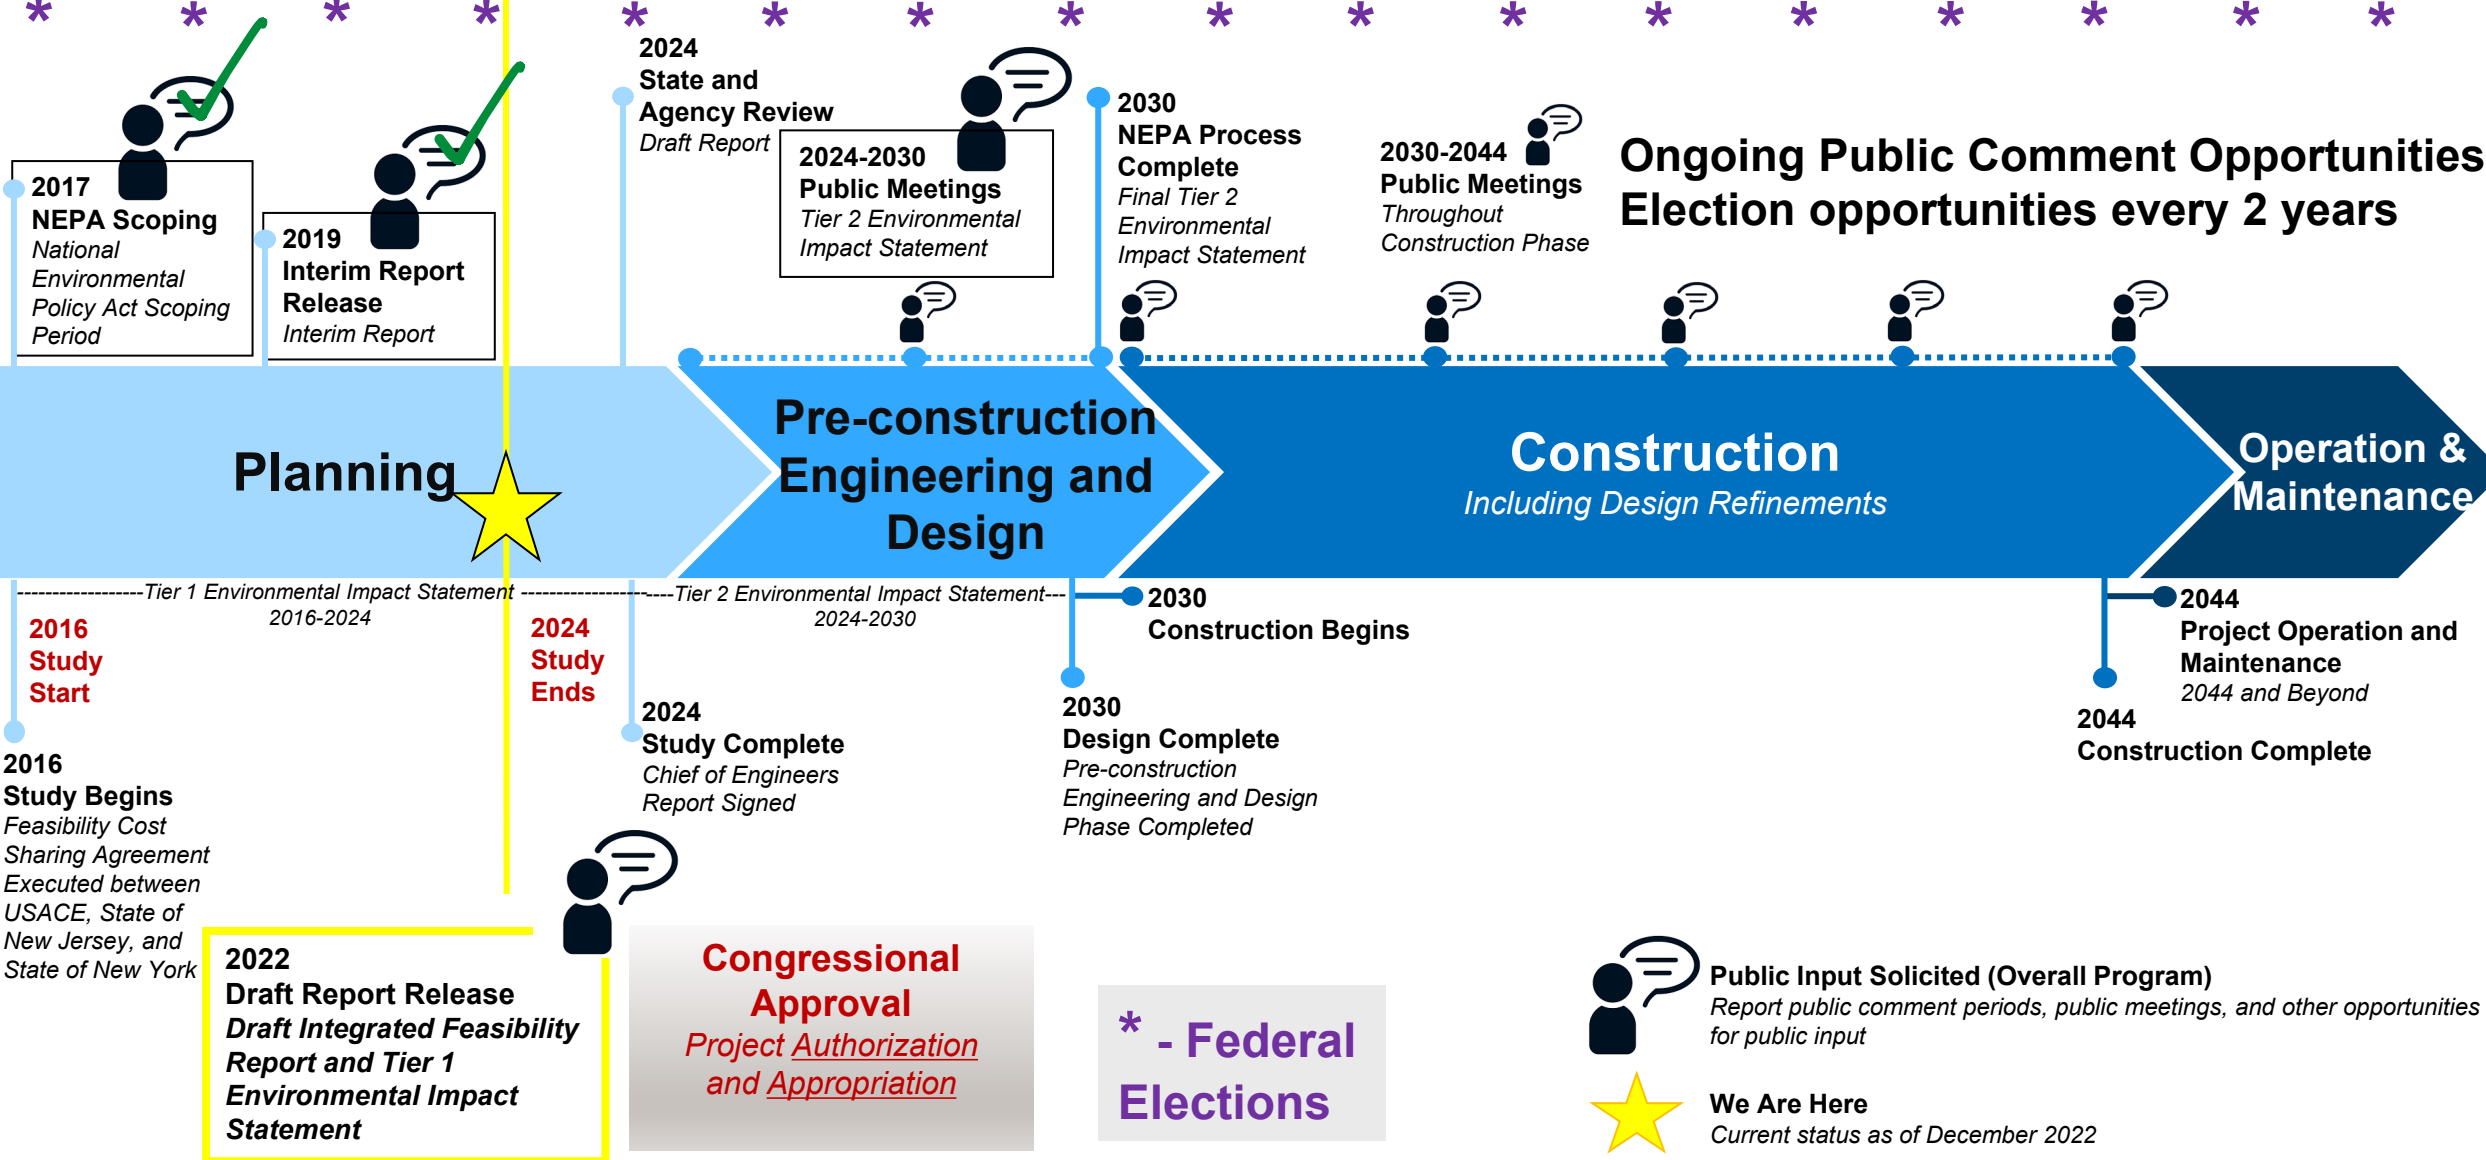 * * * * * * * * * * * * * * * * *
2017
NEPA Scoping
National
Environmental
Policy Act Scoping
Period
2019
Interim Report
Release
Interim Report
2024
State and
Agency Review
Draft Report
2024-2030
Public Meetings
Tier 2 Environmental
Impact Statement
2030
NEPA Process
Complete
Final Tier 2
Environmental
Impact Statement
2030-2044
Public Meetings
Throughout
Construction Phase
Ongoing Public Comment Opportunities
Election opportunities every 2 years
Planning
Pre-construction
Engineering and
Design
Construction
Including Design Refinements
Operation &
Maintenance
Tier 1 Environmental Impact Statement
2016-2024
Tier 2 Environmental Impact Statement
2024-2030
2016
Study
Start
2024
Study
Ends
2016
Study Begins
Feasibility Cost
Sharing Agreement
Executed between
USACE, State of
New Jersey, and
State of New York
2024
Study Complete
Chief of Engineers
Report Signed
2030
Construction Begins
2030
Design Complete
Pre-construction
Engineering and Design
Phase Completed
2044
Project Operation and
Maintenance
2044 and Beyond
2044
Construction Complete
2022
Draft Report Release
Draft Integrated Feasibility
Report and Tier 1
Environmental Impact
Statement
Congressional
Approval
Project Authorization
and Appropriation
* - Federal
Elections
Public Input Solicited (Overall Program)
Report public comment periods, public meetings, and other opportunities
for public input
We Are Here
Current status as of December 2022